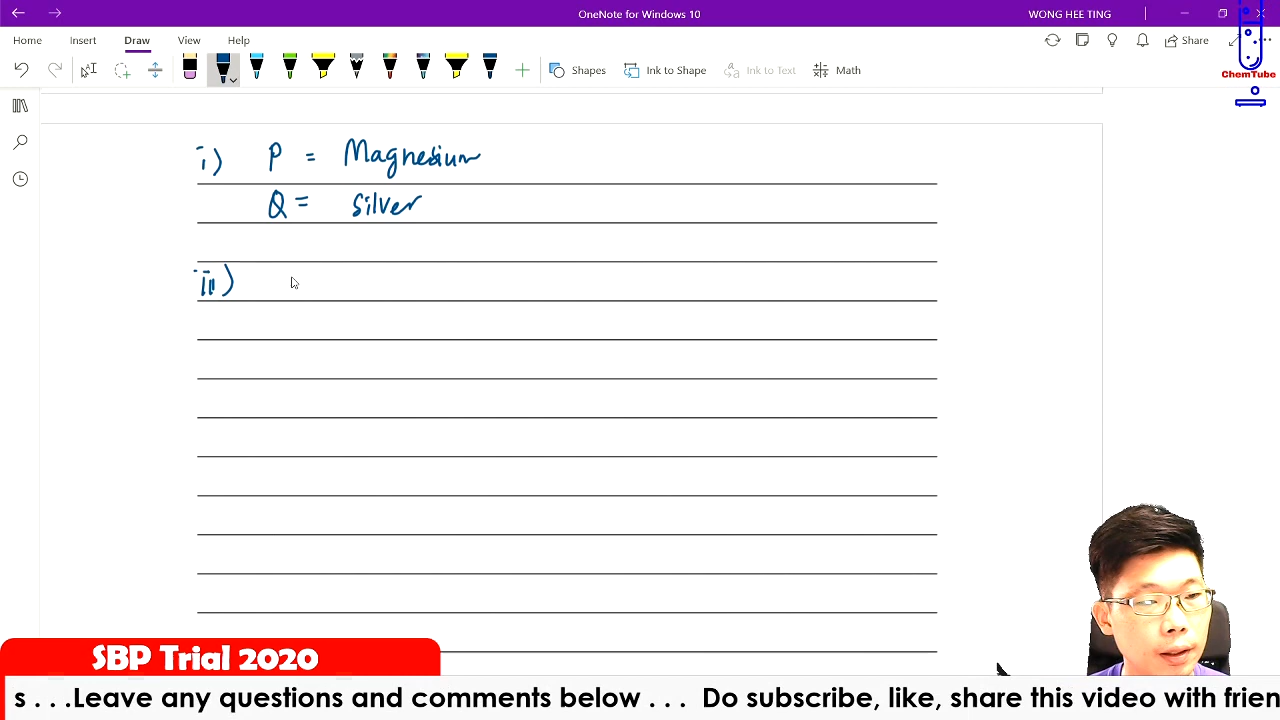 OneNote for Windows 10
WONG HEE TING
Home
Insert
Draw
View
Help
Share
ChemTube
Shapes
Ink to Shape
Ink to Text
Math
i) P = Magnesium
Q = Silver
ii)
SBP Trial 2020
s . . .Leave any questions and comments below . . . Do subscribe, like, share this video with frien